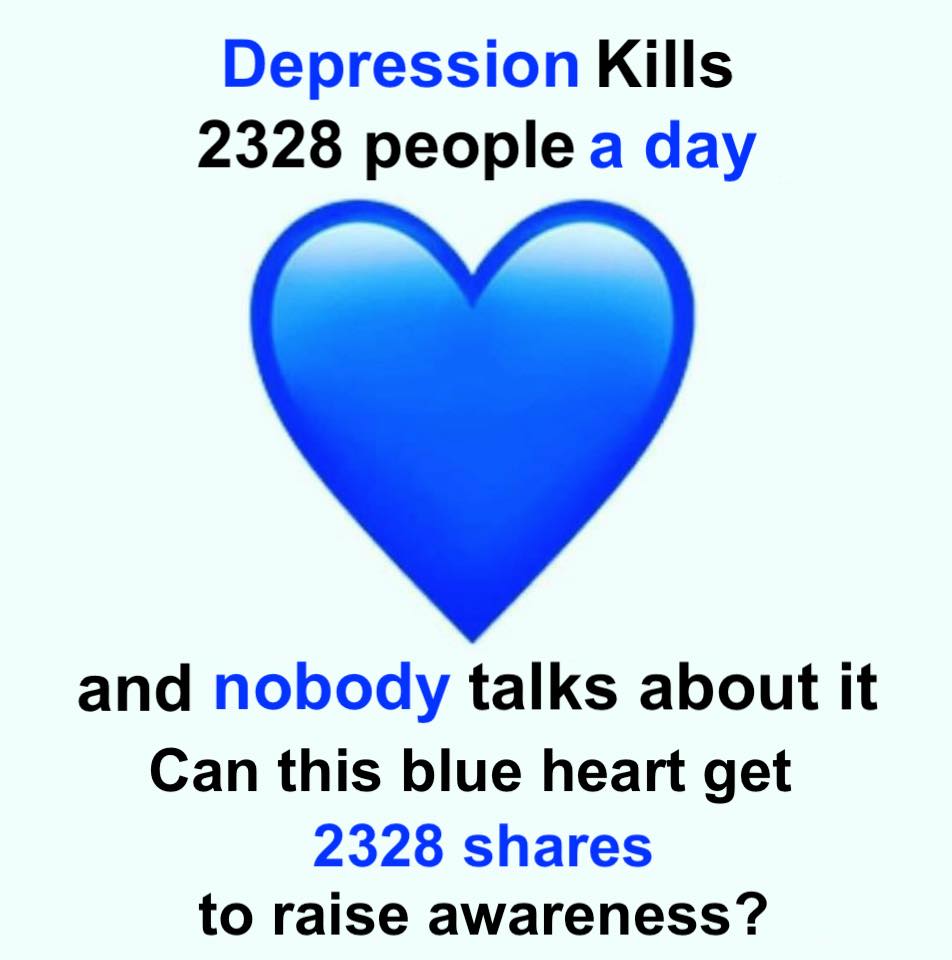 Depression Kills
2328 people a day
and nobody talks about it
Can this blue heart get
2328 shares
to raise awareness?